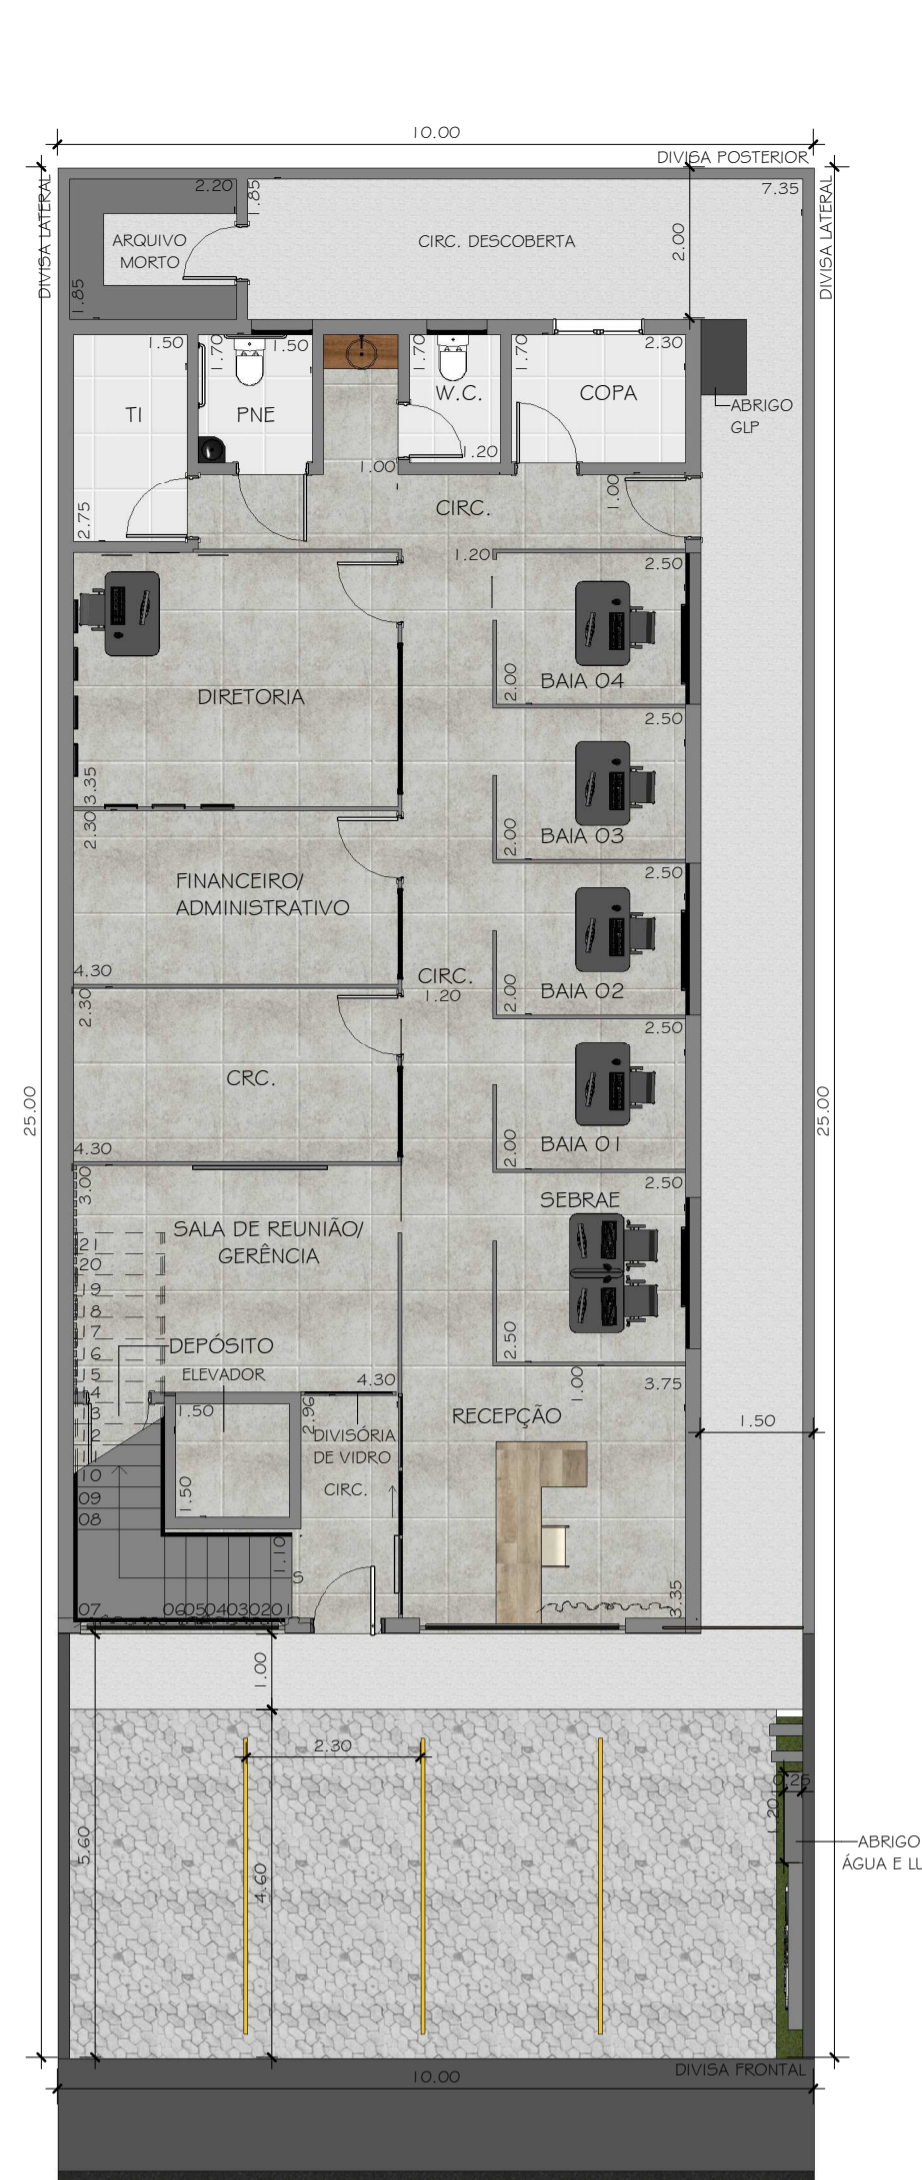 10.00
DIVISA POSTERIOR
DIVISA LATERAL
DIVISA LATERAL
2.20
1.85
7.35
ARQUIVO
MORTO
CIRC. DESCOBERTA
2.00
1.85
1.50
1.70
1.50
1.70
1.70
2.30
TI
PNE
W.C.
COPA
ABRIGO
GLP
1.20
1.00
2.75
CIRC.
1.00
1.20
2.50
DIRETORIA
2.00
BAIA 04
2.50
3.35
2.30
2.00
BAIA 03
2.50
FINANCEIRO/
ADMINISTRATIVO
4.30
CIRC.
1.20
2.00
BAIA 02
2.30
2.50
CRC.
25.00
25.00
4.30
2.00
BAIA 01
3.00
2.50
SEBRAE
SALA DE REUNIÃO/
GERÊNCIA
21
20
19
18
17
16
15
14
13
12
11
10
09
08
DEPÓSITO
ELEVADOR
2.50
4.30
1.00
3.75
1.50
2.96
RECEPÇÃO
1.50
DIVISÓRIA
DE VIDRO
CIRC.
1.50
1.10
S
07
06
05
04
03
02
01
3.35
1.00
2.30
0.25
1.20
5.60
4.60
ABRIGO
ÁGUA E LU
DIVISA FRONTAL
10.00